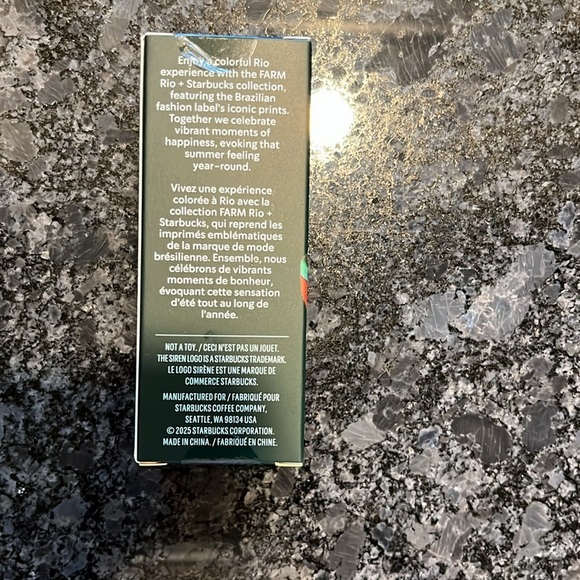 Enjoy a colorful Rio
experience with the FARM
Rio + Starbucks collection,
featuring the Brazilian
fashion label's iconic prints.
Together we celebrate
vibrant moments of
happiness, evoking that
summer feeling
year-round.
Vivez une expérience
colorée à Rio avec la
collection FARM Rio +
Starbucks, qui reprend les
imprimés emblématiques
de la marque de mode
brésilienne. Ensemble, nous
célébrons de vibrants
moments de bonheur,
évoquant cette sensation
d'été tout au long de
l'année.
NOT A TOY. / CECI N'EST PAS UN JOUET.
THE SIREN LOGO IS A STARBUCKS TRADEMARK.
LE LOGO SIRÈNE EST UNE MARQUE DE
COMMERCE STARBUCKS.
MANUFACTURED FOR / FABRIQUÉ POUR
STARBUCKS COFFEE COMPANY,
SEATTLE, WA 98134 USA
© 2025 STARBUCKS CORPORATION.
MADE IN CHINA. / FABRIQUÉ EN CHINE.